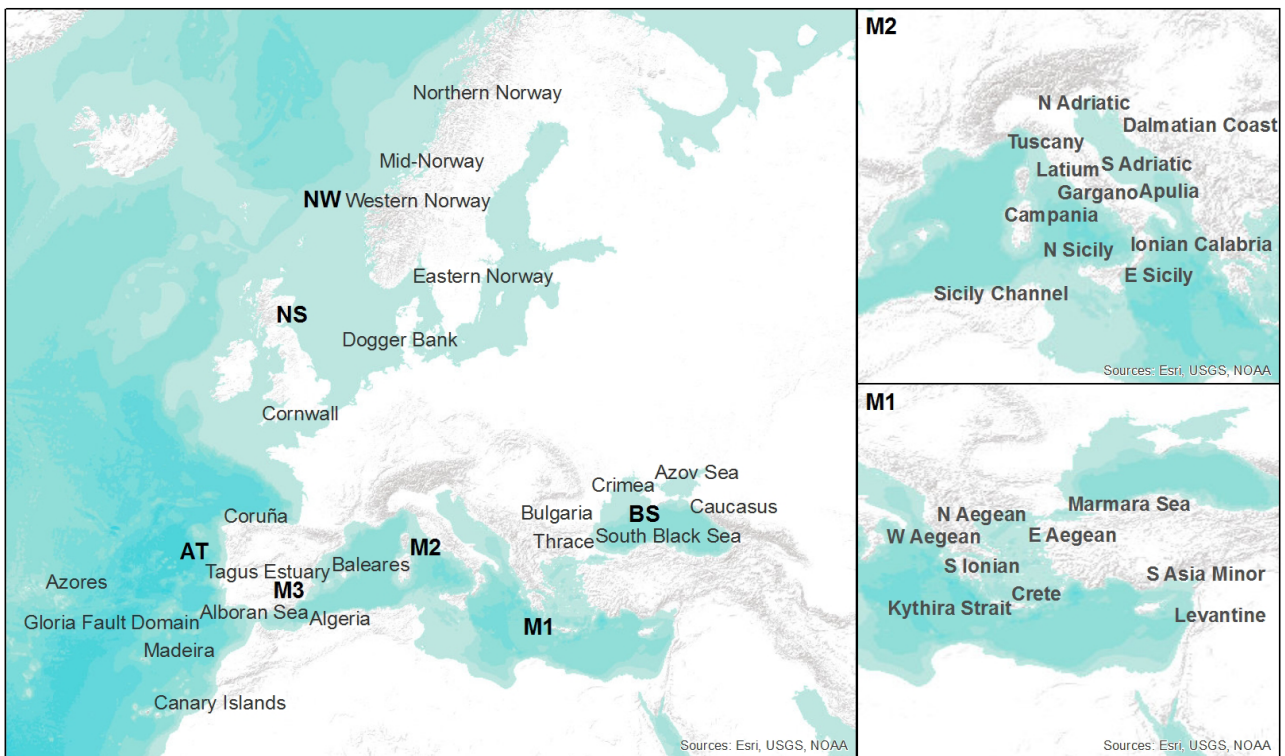 Northern Norway
Mid-Norway
NW Western Norway
Eastern Norway
NS
Dogger Bank
Cornwall
Azov Sea
Crimea
Caucasus
Bulgaria
BS
Coruña
Thrace South Black Sea
AT
M2
Tagus Estuary Baleares
Azores
M3
Alboran Sea Algeria
Gloria Fault Domain
M1
Madeira
Canary Islands
Sources: Esri, USGS, NOAA
M2
N Adriatic
Dalmatian Coast
Tuscany
Latium S Adriatic
Gargano Apulia
Campania
N Sicily Ionian Calabria
E Sicily
Sicily Channel
Sources: Esri, USGS, NOAA
M1
Marmara Sea
N Aegean
W Aegean E Aegean
S Ionian
S Asia Minor
Crete
Kythira Strait
Levantine
Sources: Esri, USGS, NOAA